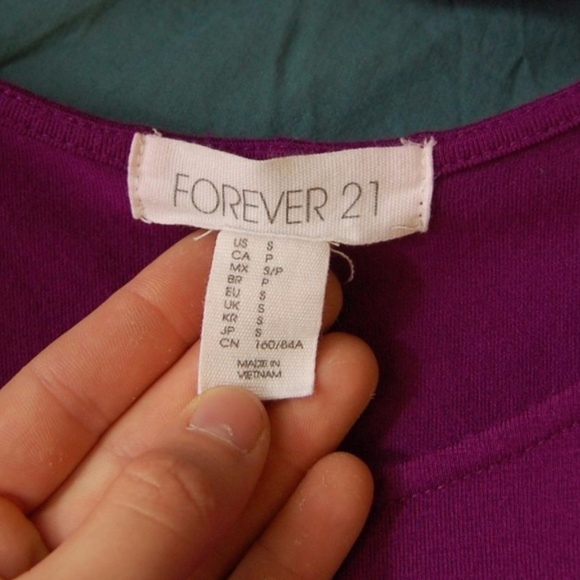 FOREVER 21
US S
CA P
MX S/P
BR P
EU S
UK S
KR S
JP S
CN 160/84A
MADE IN
VIETNAM